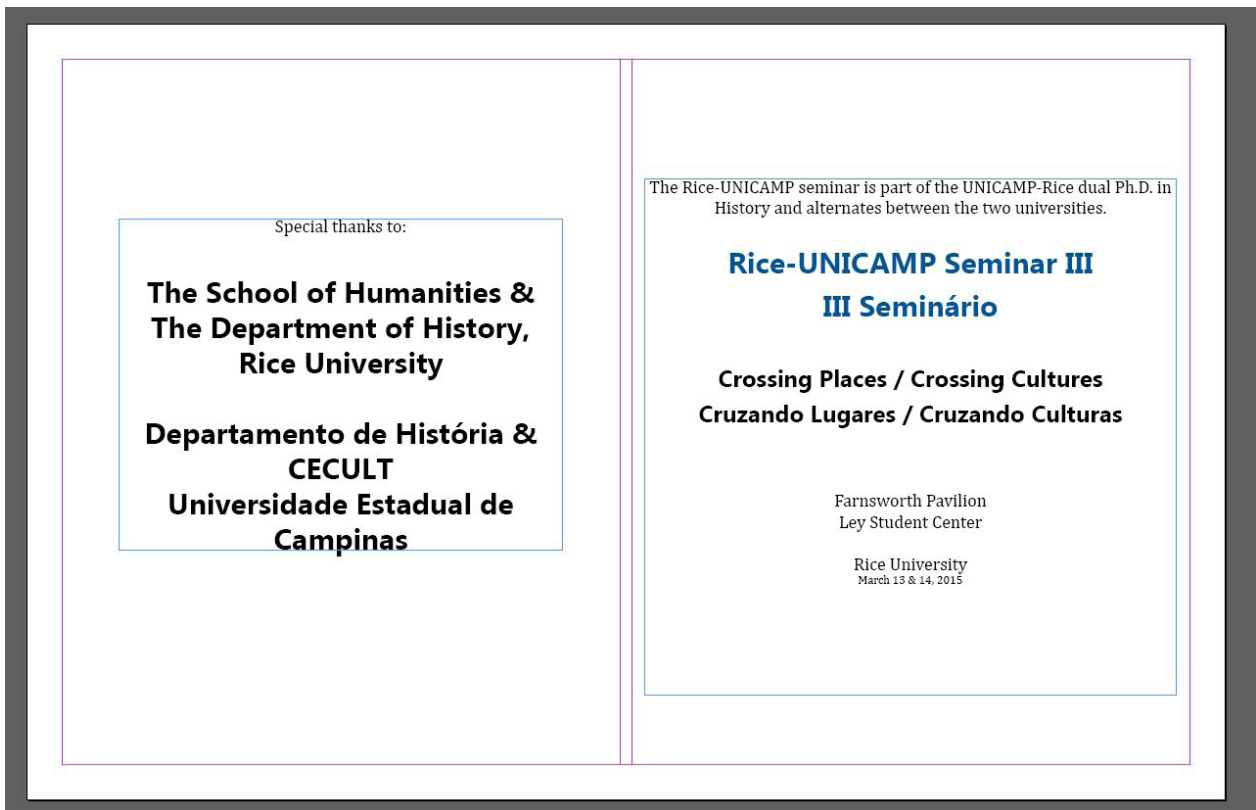 Special thanks to:
The School of Humanities &
The Department of History,
Rice University
Departamento de História &
CECULT
Universidade Estadual de
Campinas
The Rice-UNICAMP seminar is part of the UNICAMP-Rice dual Ph.D. in
History and alternates between the two universities.
Rice-UNICAMP Seminar III
III Seminário
Crossing Places / Crossing Cultures
Cruzando Lugares / Cruzando Culturas
Farnsworth Pavilion
Ley Student Center
Rice University
March 13 & 14, 2015